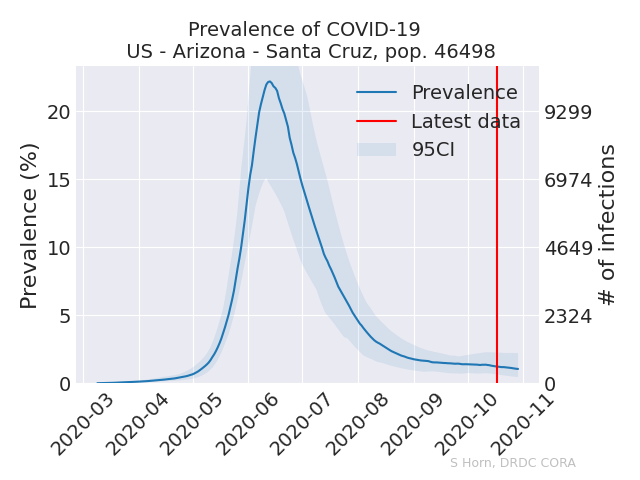 Prevalence of COVID-19
US - Arizona - Santa Cruz, pop. 46498
Prevalence
Latest data
95CI
Prevalence (%)
20
15
10
5
0
9299
6974
4649
2324
0
# of infections
2020-03
2020-04
2020-05
2020-06
2020-07
2020-08
2020-09
2020-10
2020-11
S Horn, DRDC CORA